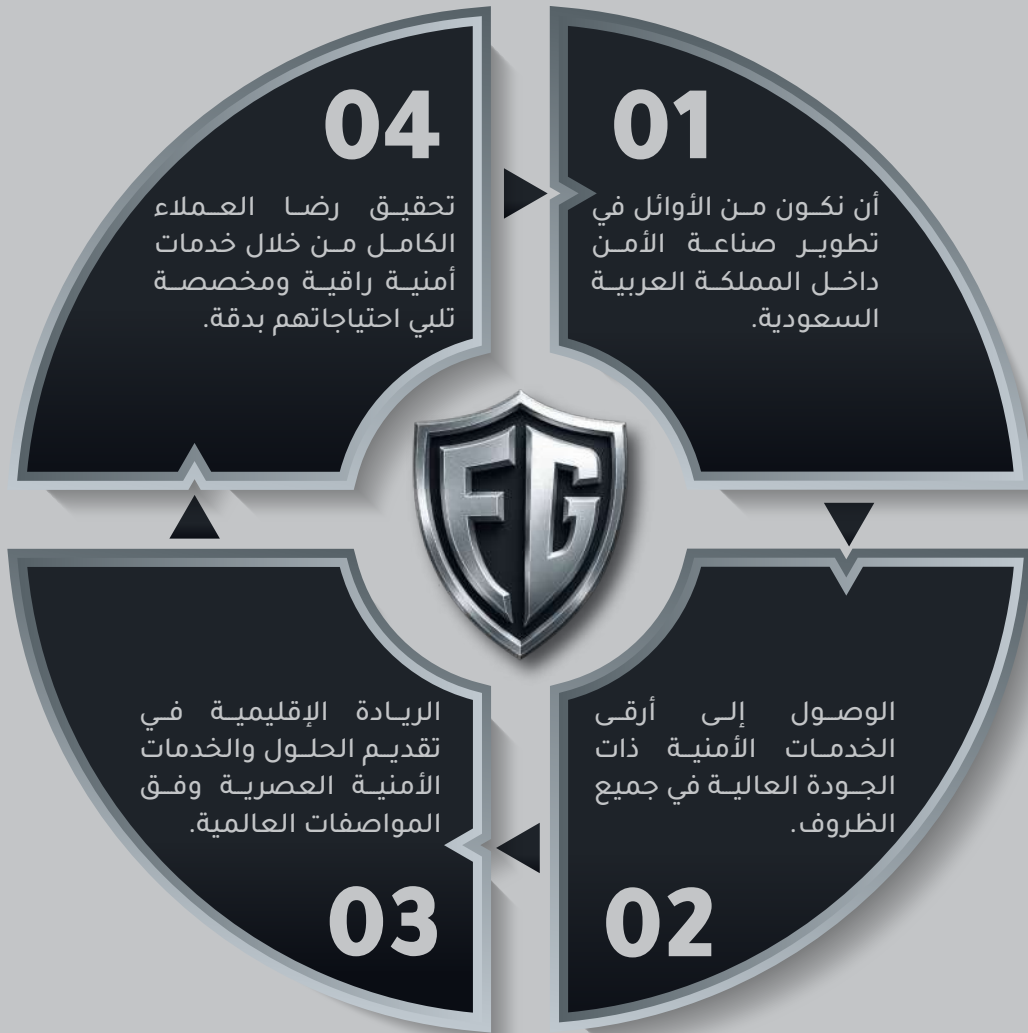 01
أن نكون من الأوائل في
تطوير صناعة الأمن
داخل المملكة العربية
السعودية.
الوصول إلى أرقى
الخدمات الأمنية ذات
الجودة العالية في جميع
الظروف.
02
الريادة الإقليمية في
تقديم الحلول والخدمات
الأمنية العصرية وفق
المواصفات العالمية.
03
04
تحقيق رضا العملاء
الكامل من خلال خدمات
أمنية راقية ومخصصة
تلبي احتياجاتهم بدقة.
FG